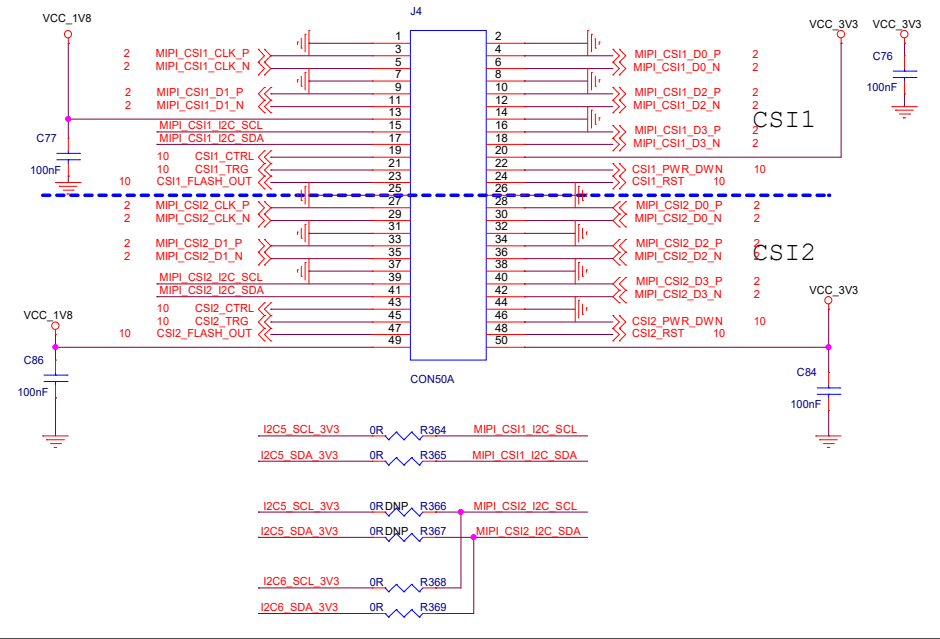 J4
VCC_1V8
VCC_3V3
VCC_3V3
C76
100nF
1 2
2 MIPI_CSI1_CLK_P 3 4 MIPI_CSI1_D0_P 2
2 MIPI_CSI1_CLK_N 5 6 MIPI_CSI1_D0_N 2
7 8
2 MIPI_CSI1_D1_P 9 10 MIPI_CSI1_D2_P 2
2 MIPI_CSI1_D1_N 11 12 MIPI_CSI1_D2_N 2
13 14
CSI1
MIPI_CSI1_I2C_SCL 15 16 MIPI_CSI1_D3_P 2
MIPI_CSI1_I2C_SDA 17 18 MIPI_CSI1_D3_N 2
C77
100nF
10 CSI1_CTRL 19 20
10 CSI1_TRG 21 22 CSI1_PWR_DWN 10
10 CSI1_FLASH_OUT 23 24 CSI1_RST 10
25 26
2 MIPI_CSI2_CLK_P 27 28 MIPI_CSI2_D0_P 2
2 MIPI_CSI2_CLK_N 29 30 MIPI_CSI2_D0_N 2
31 32
2 MIPI_CSI2_D1_P 33 34 MIPI_CSI2_D2_P 2
2 MIPI_CSI2_D1_N 35 36 MIPI_CSI2_D2_N 2
CSI2
37 38
MIPI_CSI2_I2C_SCL 39 40 MIPI_CSI2_D3_P 2
MIPI_CSI2_I2C_SDA 41 42 MIPI_CSI2_D3_N 2
VCC_3V3
10 CSI2_CTRL 43 44
VCC_1V8
10 CSI2_TRG 45 46 CSI2_PWR_DWN 10
10 CSI2_FLASH_OUT 47 48 CSI2_RST 10
49 50
C86
100nF
C84
100nF
CON50A
I2C5_SCL_3V3 0R R364 MIPI_CSI1_I2C_SCL
I2C5_SDA_3V3 0R R365 MIPI_CSI1_I2C_SDA
I2C5_SCL_3V3 0R DNP R366 MIPI_CSI2_I2C_SCL
I2C5_SDA_3V3 0R DNP R367 MIPI_CSI2_I2C_SDA
I2C6_SCL_3V3 0R R368
I2C6_SDA_3V3 0R R369